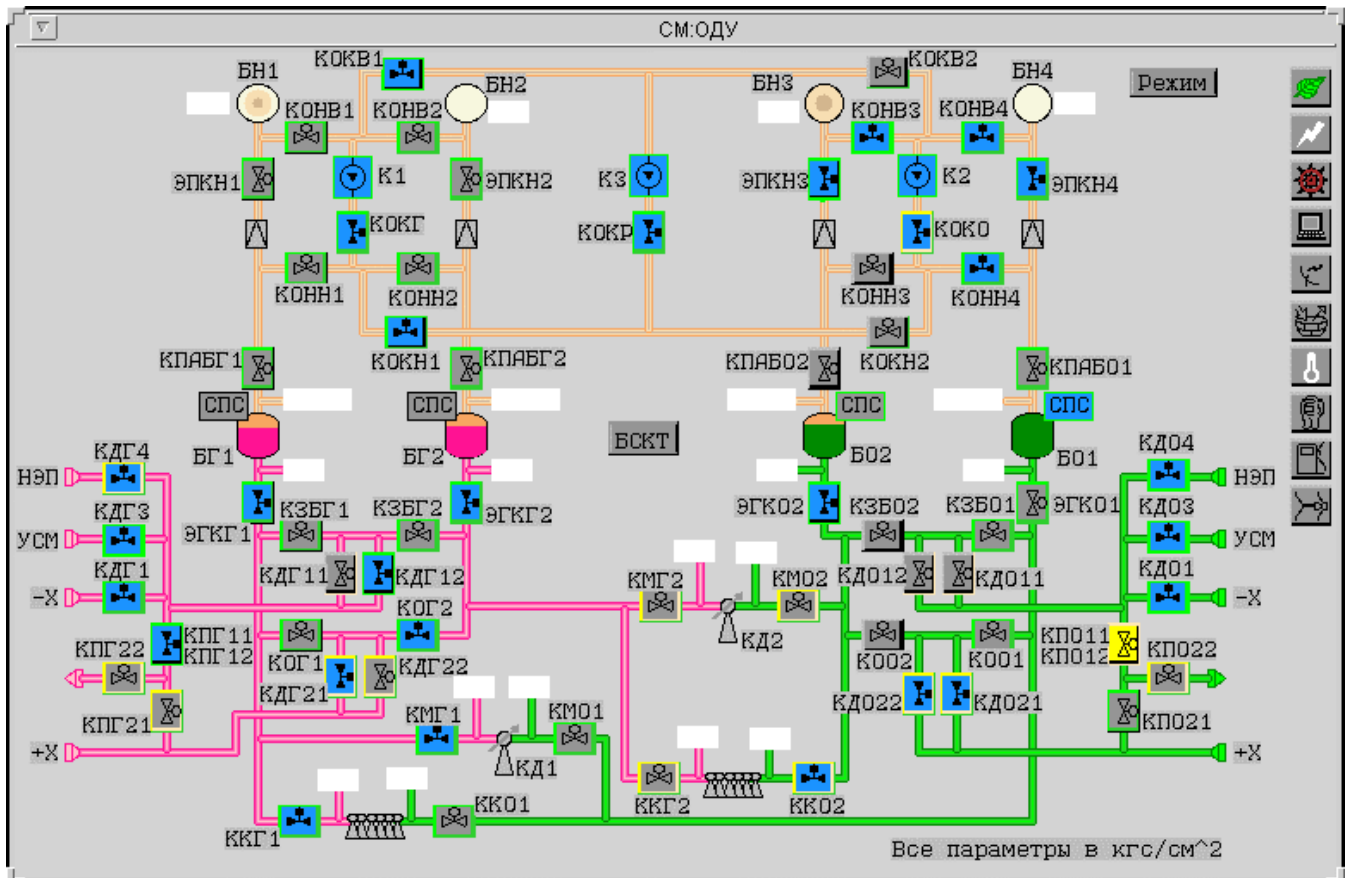 СМ:ОДУ
КОКВ1 КОКВ2
БН1 БН2 БН3 БН4
Режим
КОНВ1 КОНВ2 КОНВ3 КОНВ4
ЭПКН1 К1 ЭПКН2 К3 ЭПКН3 К2 ЭПКН4
КОКГ КОКР КОКО
КОНН1 КОНН2 КОНН3 КОНН4
КОКН1 КОКН2
КПАБГ1 КПАБГ2 КПАБО2 КПАБО1
СПС СПС СПС СПС
БГ1 БГ2 БСКТ БО2 БО1
КДГ4 КДО4
НЭП НЭП
ЭГКГ1 КЗБГ1 КЗБГ2 ЭГКГ2 ЭГКО2 КЗБО2 КЗБО1 ЭГКО1
КДГ3 КДО3
УСМ УСМ
КДГ1 КДГ11 КДГ12 КМГ2 КМО2 КДО12 КДО11 КДО1
-X -X
КОГ2 КД2
КПГ22 КПГ11 КПО11 КПО22
КПГ12 КОГ1 КДГ22 КОО2 КОО1 КПО12
КДГ21 КДО22 КДО21
КПГ21 КМГ1 КМО1 КПО21
+X +X
КД1
ККГ2 ККО2
ККГ1 ККО1
Все параметры в кгс/см^2